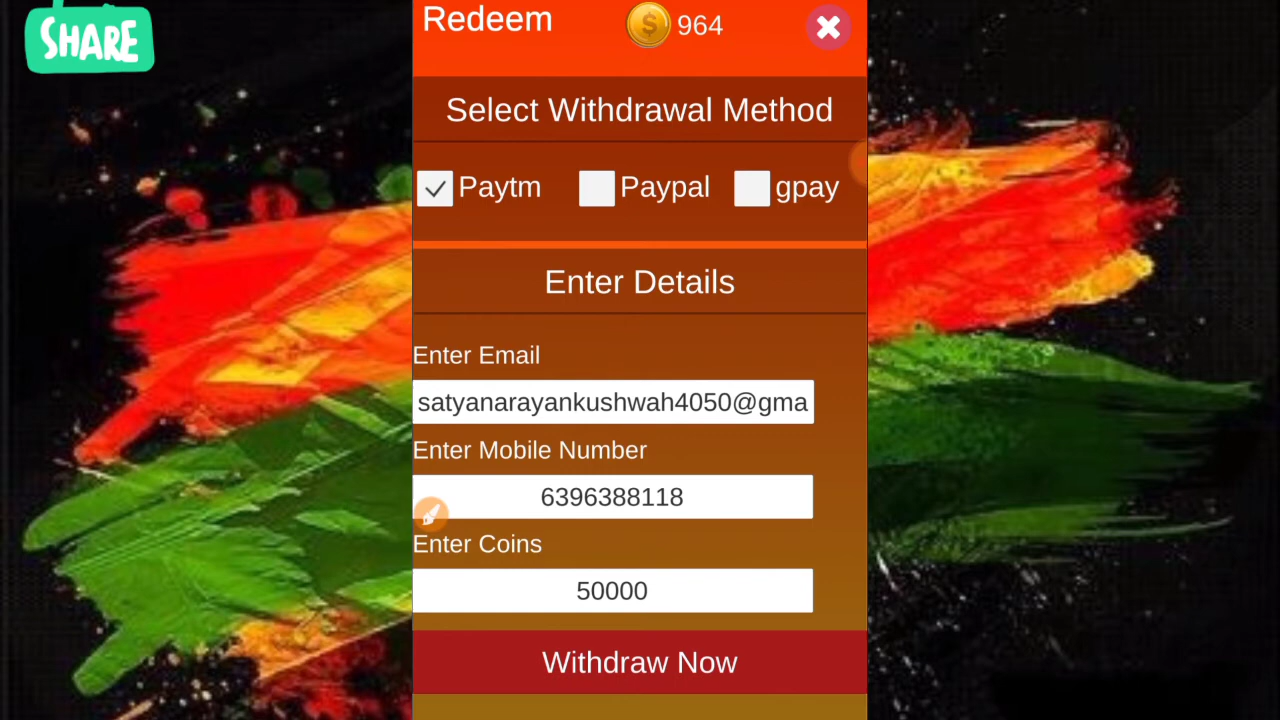 SHARE
Redeem 964
Select Withdrawal Method
Paytm Paypal gpay
Enter Details
Enter Email
satyanarayankushwah4050@gma
Enter Mobile Number
6396388118
Enter Coins
50000
Withdraw Now